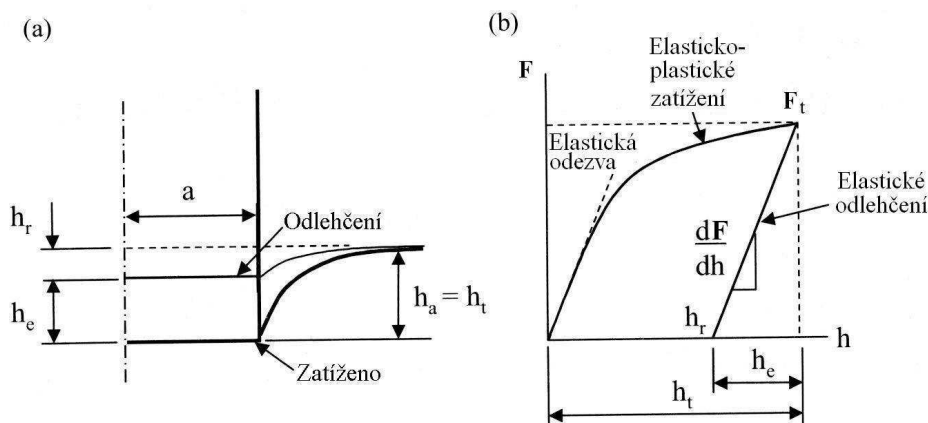 (a)
a
Odlehčení
h_r
h_e
h_a = h_t
Zatíženo
(b)
F
Elasticko-
plastické
zatížení
F_t
Elastická
odezva
Elastické
odlehčení
dF
dh
h_r
h
h_e
h_t